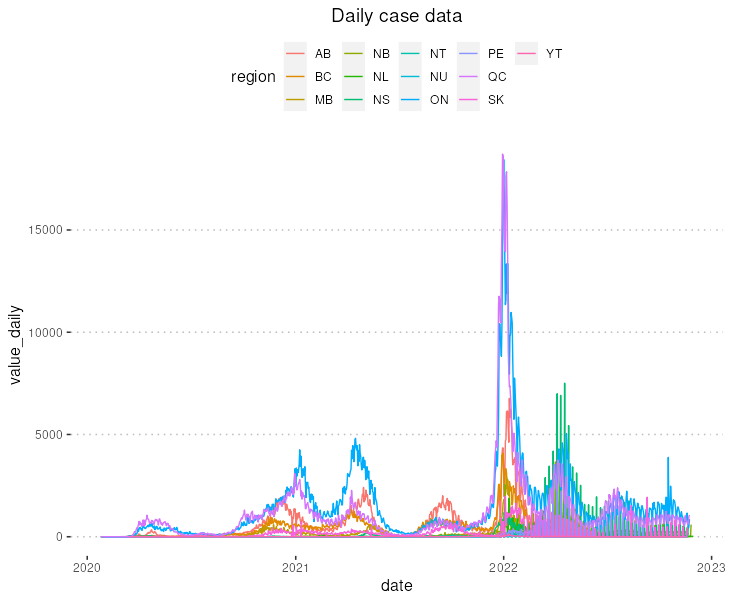 Daily case data
AB NB NT PE YT
region BC NL NU QC
MB NS ON SK
15000
10000
5000
0
value_daily
2020 2021 2022 2023
date